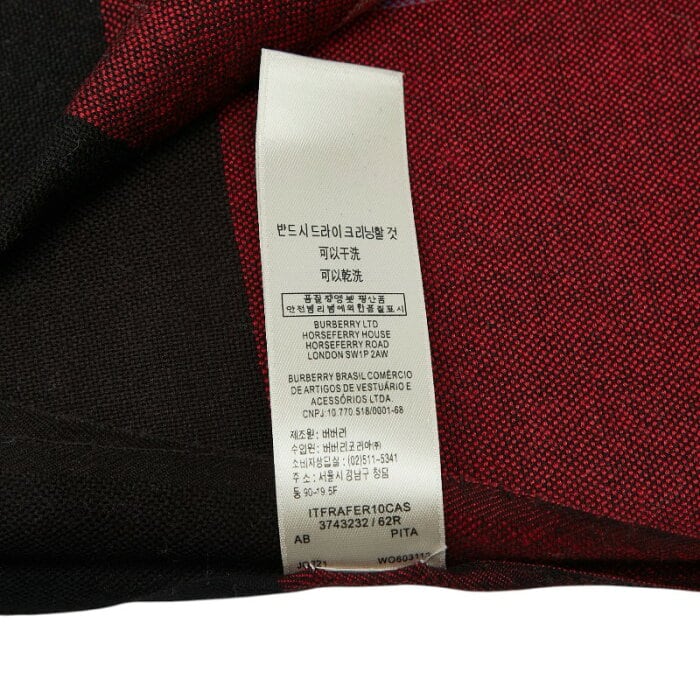 반드시드라이크리닝할 것
可以干洗
可以乾洗
품질경영및 공산품
안전관리법에의한품질표시
BURBERRY LTD
HORSEFERRY HOUSE
HORSEFERRY ROAD
LONDON SW1P 2AW
BURBERRY BRASIL COMÉRCIO
DE ARTIGOS DE VESTUÁRIO E
ACESSÓRIOS LTDA.
CNPJ:10 770.518/0001-68
제조원 : 버버리
수입원 : 버버리코리아(㈜)
소비자상담실 : (02)511-5341
주 소 : 서울시 강남구 청담
동 90-19.5F
ITFRAFER10CAS
3743232 / 62R
AB PITA